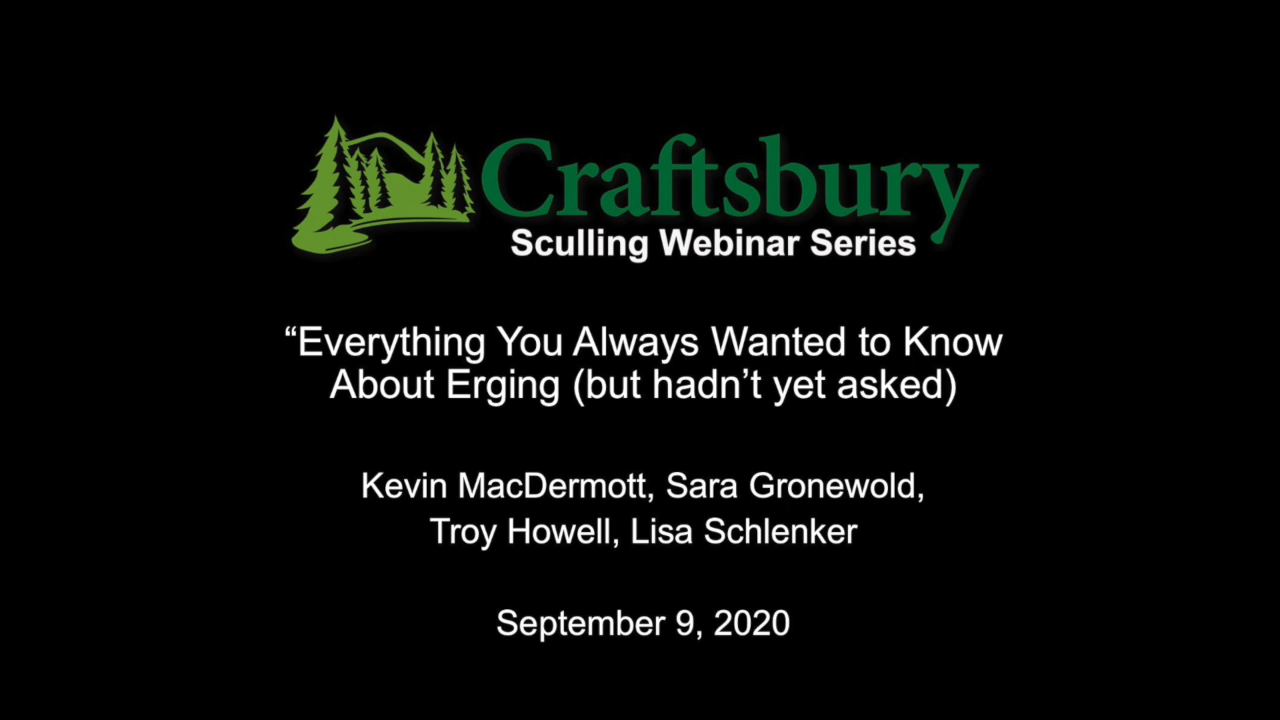 Craftsbury
Sculling Webinar Series
“Everything You Always Wanted to Know
About Erging (but hadn’t yet asked)
Kevin MacDermott, Sara Gronewold,
Troy Howell, Lisa Schlenker
September 9, 2020